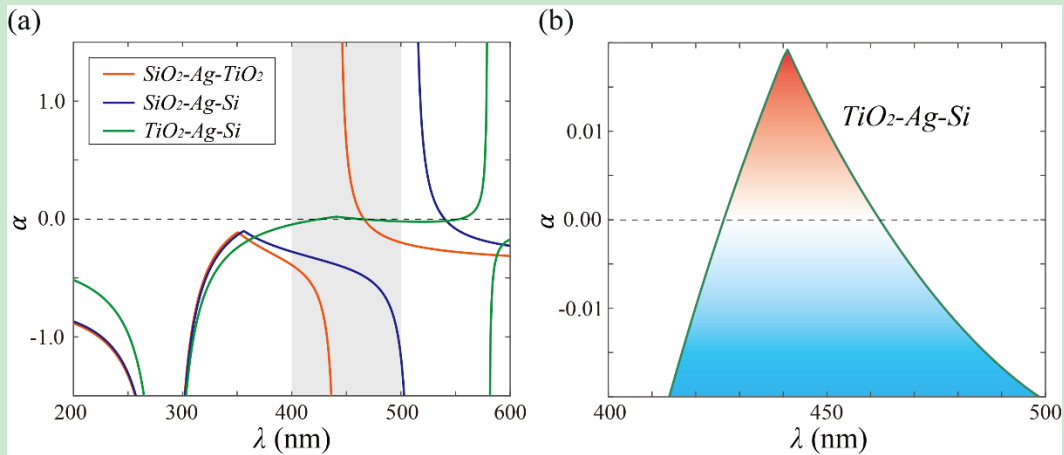 (a)
SiO2-Ag-TiO2
SiO2-Ag-Si
TiO2-Ag-Si
1.0
0.0
-1.0
α
200 300 400 500 600
λ (nm)
(b)
TiO2-Ag-Si
0.01
0.00
-0.01
α
400 450 500
λ (nm)